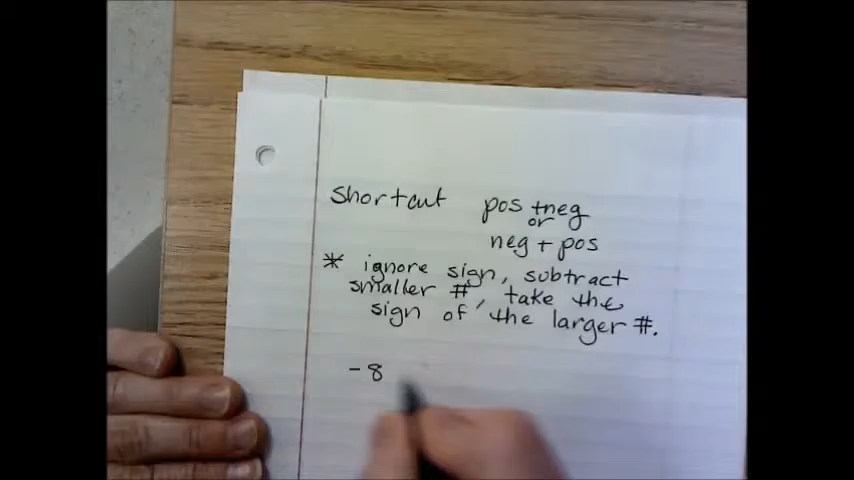 shortcut pos + neg
or
neg + pos
* ignore sign, subtract
smaller #, take the
sign of the larger #.
-8